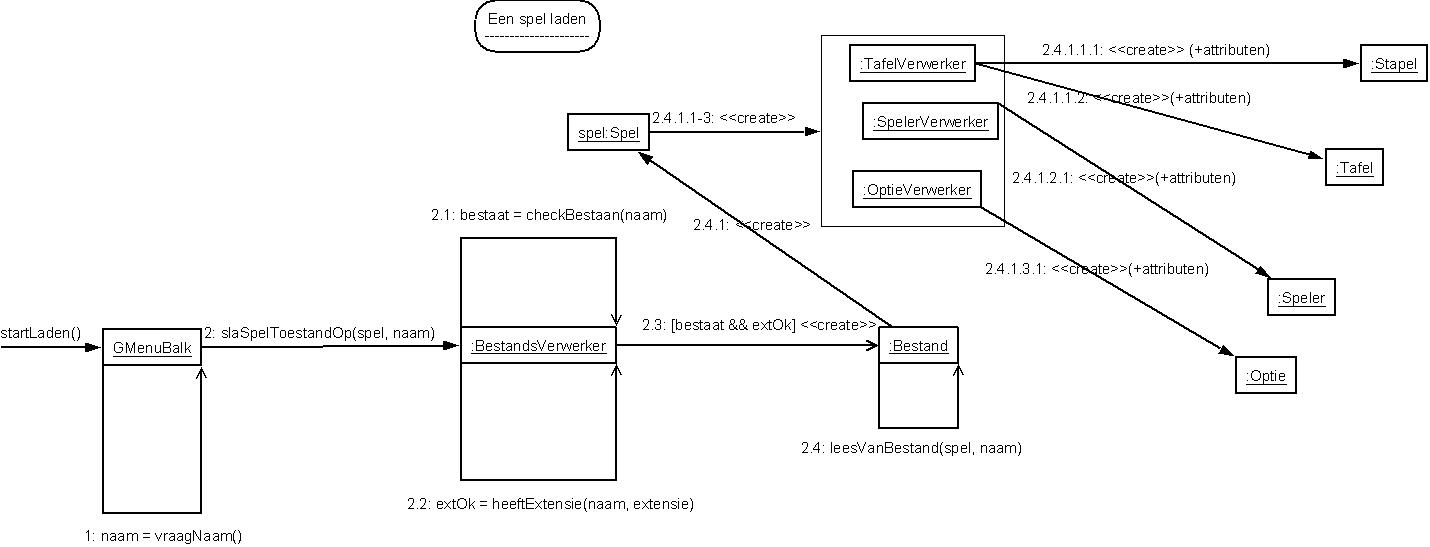 Een spel laden
:TafelVerwerker
2.4.1.1.1: <<create>> (+attributen)
:Stapel
2.4.1.1.2: <<create>>(+attributen)
spel:Spel
2.4.1.1-3: <<create>>
:SpelerVerwerker
:Tafel
2.4.1.2.1: <<create>>(+attributen)
:OptieVerwerker
2.1: bestaat = checkBestaan(naam)
2.4.1: <<create>>
2.4.1.3.1: <<create>>(+attributen)
:Speler
startLaden()
2: slaSpelToestandOp(spel, naam)
2.3: [bestaat && extOk] <<create>>
GMenuBalk
:BestandsVerwerker
:Bestand
:Optie
2.4: leesVanBestand(spel, naam)
2.2: extOk = heeftExtensie(naam, extensie)
1: naam = vraagNaam()